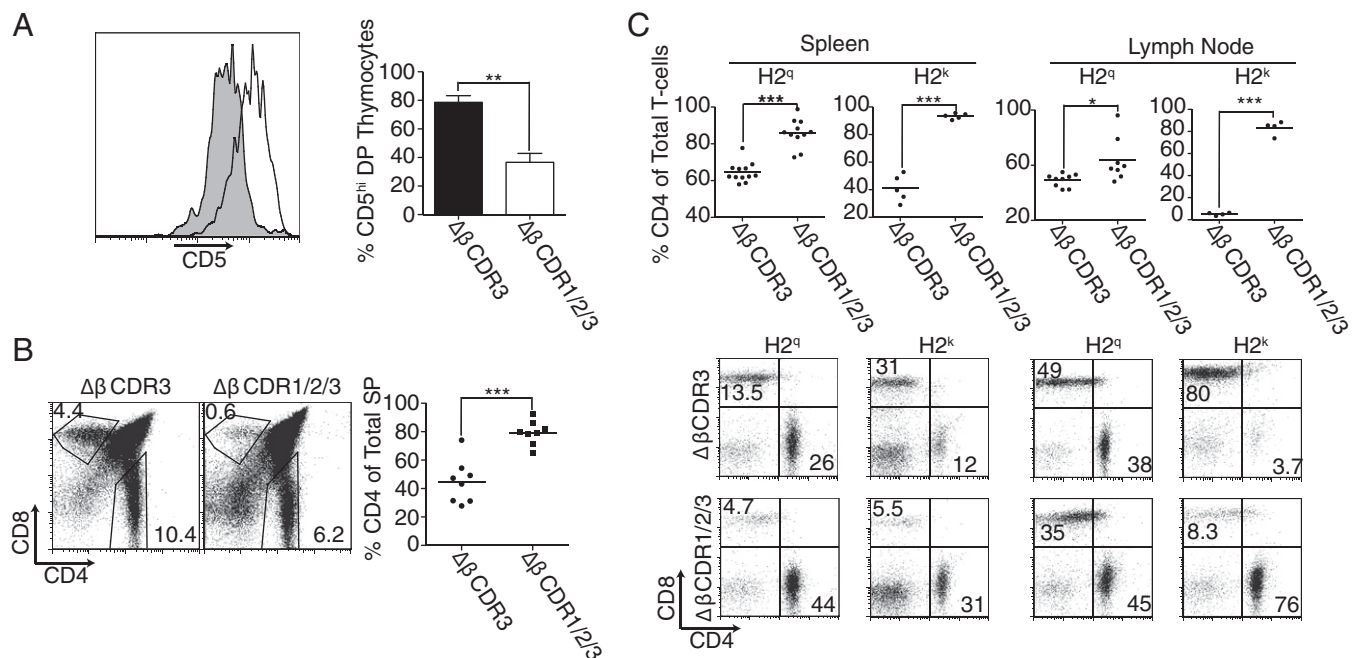 A
% CD5hi DP Thymocytes
100
80
60
40
20
0
**
CD5
ΔβCDR3
ΔβCDR1/2/3
B
ΔβCDR3
ΔβCDR1/2/3
4.4
10.4
0.6
6.2
CD8
CD4
% CD4 of Total SP
100
80
60
40
20
0
***
ΔβCDR3
ΔβCDR1/2/3
C
Spleen
Lymph Node
H2q
H2k
H2q
H2k
% CD4 of Total T-cells
100
80
60
40
***
100
80
60
40
20
***
100
60
20
*
100
80
60
40
20
0
***
ΔβCDR3
ΔβCDR1/2/3
ΔβCDR3
ΔβCDR1/2/3
ΔβCDR3
ΔβCDR1/2/3
ΔβCDR3
ΔβCDR1/2/3
H2q
H2k
H2q
H2k
ΔβCDR3
13.5
26
31
12
49
38
80
3.7
ΔβCDR1/2/3
4.7
44
5.5
31
35
45
8.3
76
CD8
CD4